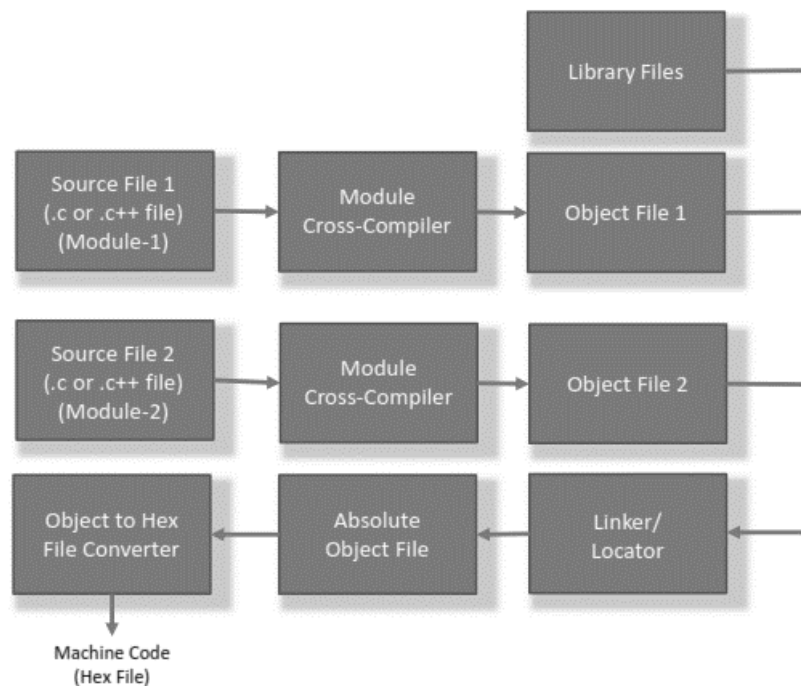 Library Files
Source File 1
(.c or .c++ file)
(Module-1)
Module
Cross-Compiler
Object File 1
Source File 2
(.c or .c++ file)
(Module-2)
Module
Cross-Compiler
Object File 2
Object to Hex
File Converter
Absolute
Object File
Linker/
Locator
Machine Code
(Hex File)